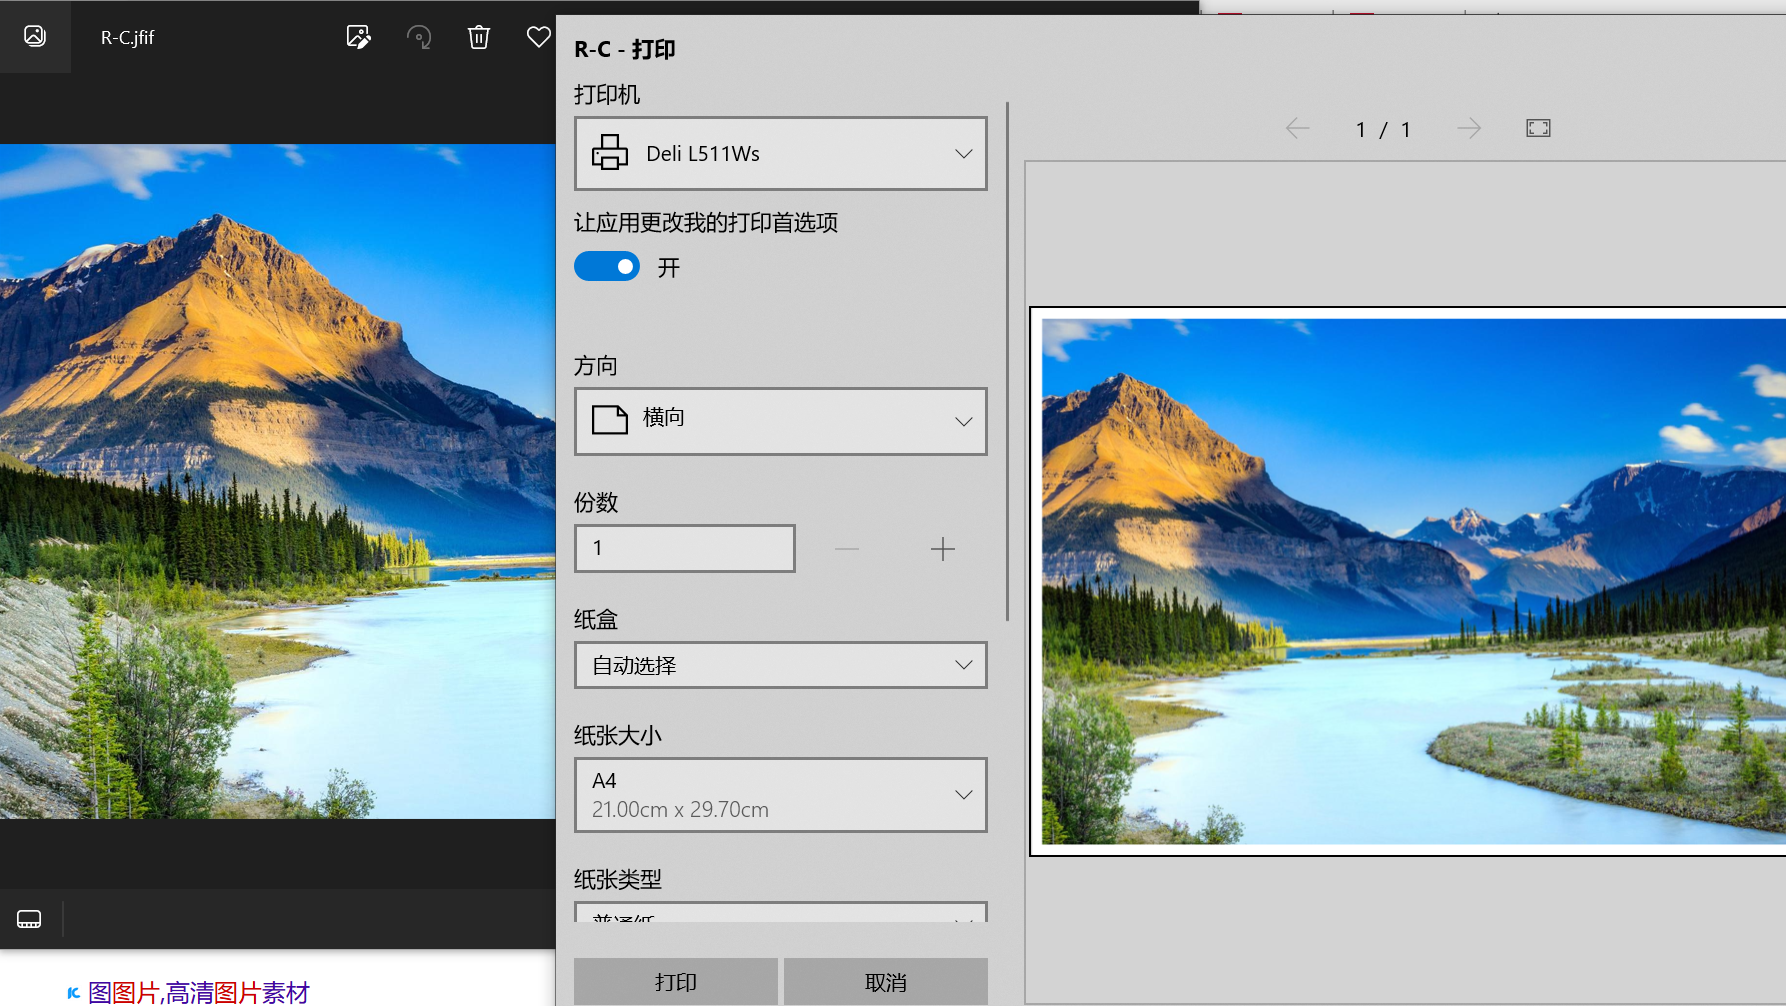 R-C.jfif
R-C - 打印
打印机
Deli L511Ws
让应用更改我的打印首选项
开
方向
横向
份数
1
纸盒
自动选择
纸张大小
A4
21.00cm x 29.70cm
纸张类型
普通纸
打印
取消
1 / 1
图图片,高清图片素材